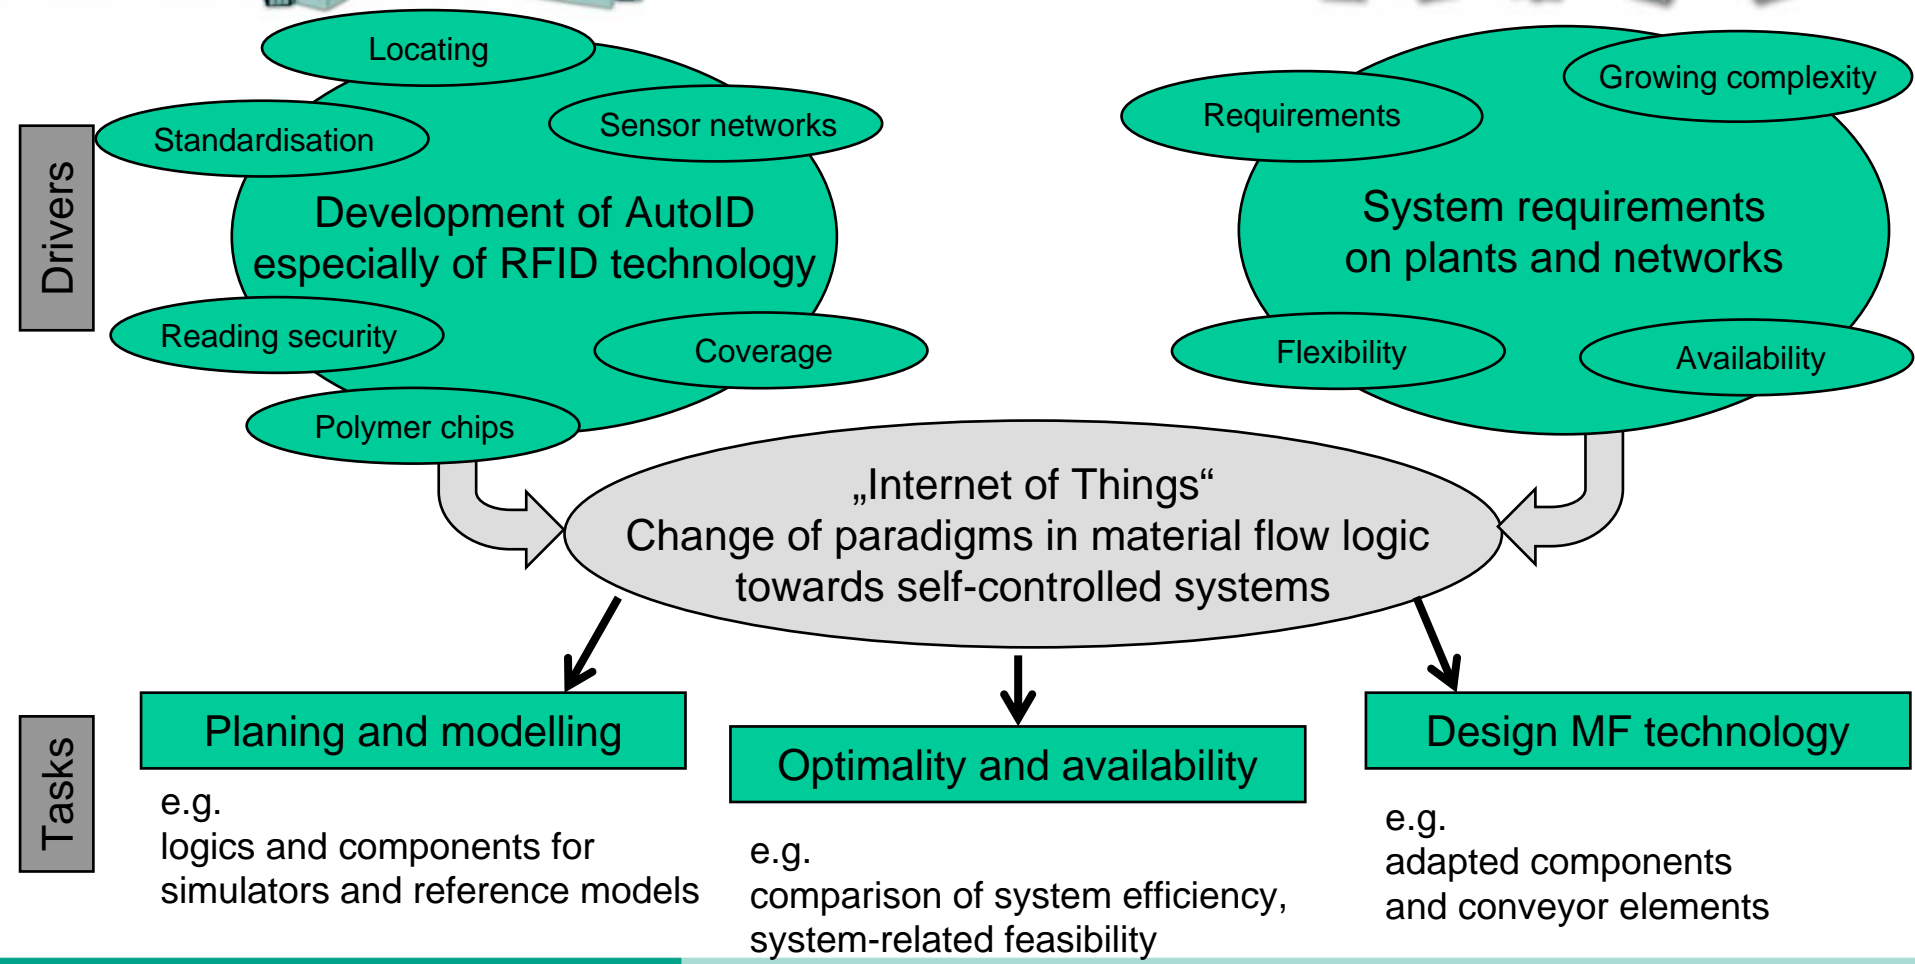 Drivers
Locating
Standardisation
Sensor networks
Development of AutoID
especially of RFID technology
Reading security
Coverage
Polymer chips
Requirements
Growing complexity
System requirements
on plants and networks
Flexibility
Availability
„Internet of Things“
Change of paradigms in material flow logic
towards self-controlled systems
Tasks
Planing and modelling
e.g.
logics and components for
simulators and reference models
Optimality and availability
e.g.
comparison of system efficiency,
system-related feasibility
Design MF technology
e.g.
adapted components
and conveyor elements